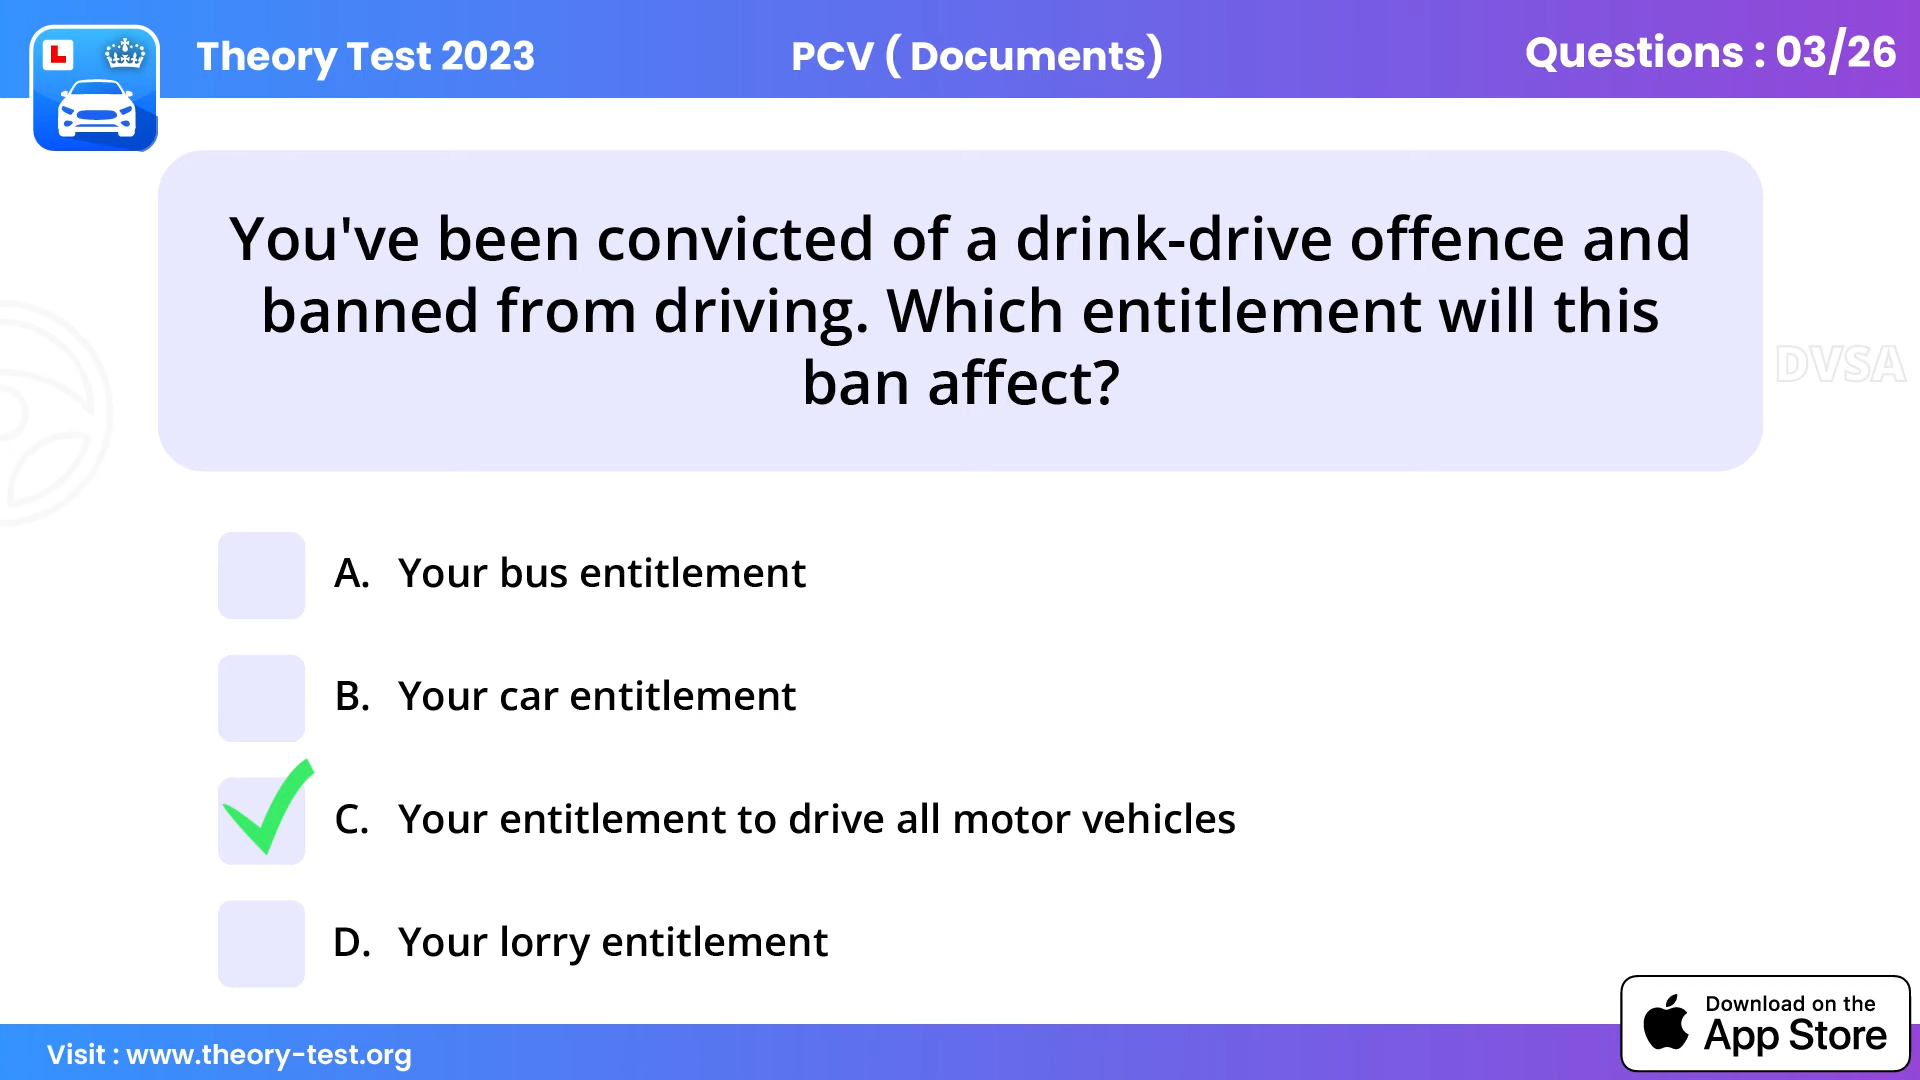 L
Theory Test 2023
PCV ( Documents)
Questions : 03/26
You've been convicted of a drink-drive offence and
banned from driving. Which entitlement will this
ban affect?
DVSA
A. Your bus entitlement
B. Your car entitlement
C. Your entitlement to drive all motor vehicles
D. Your lorry entitlement
Visit : www.theory-test.org
Download on the
App Store